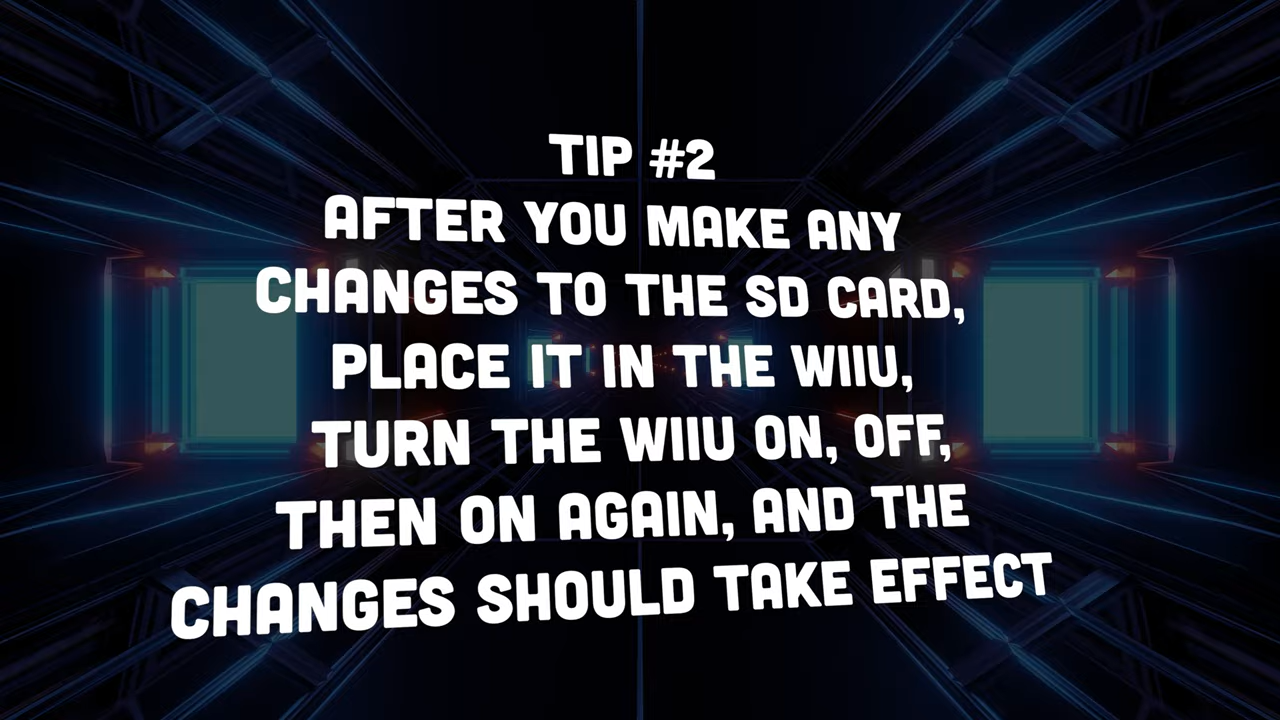 TIP #2
AFTER YOU MAKE ANY
CHANGES TO THE SD CARD,
PLACE IT IN THE WIIU,
TURN THE WIIU ON, OFF,
THEN ON AGAIN, AND THE
CHANGES SHOULD TAKE EFFECT